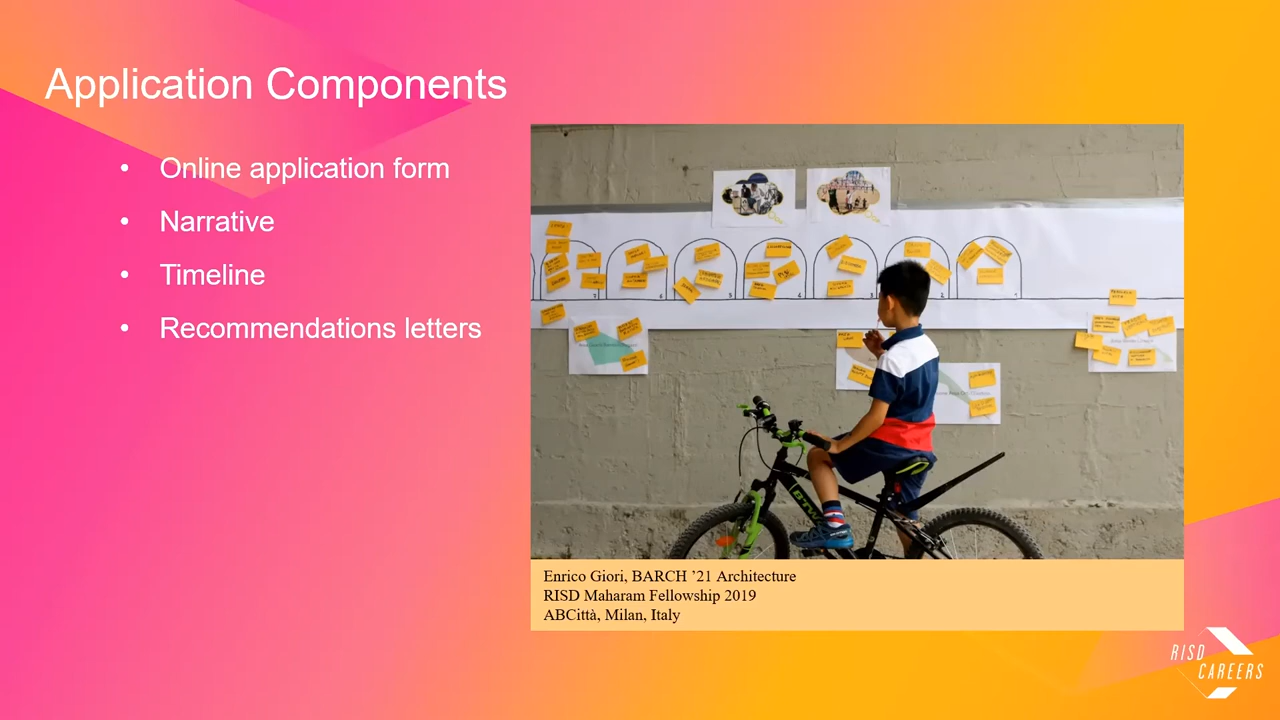 Application Components
• Online application form
• Narrative
• Timeline
• Recommendations letters
Enrico Giori, BARCH ’21 Architecture
RISD Maharam Fellowship 2019
ABCittà, Milan, Italy
RISD
CAREERS